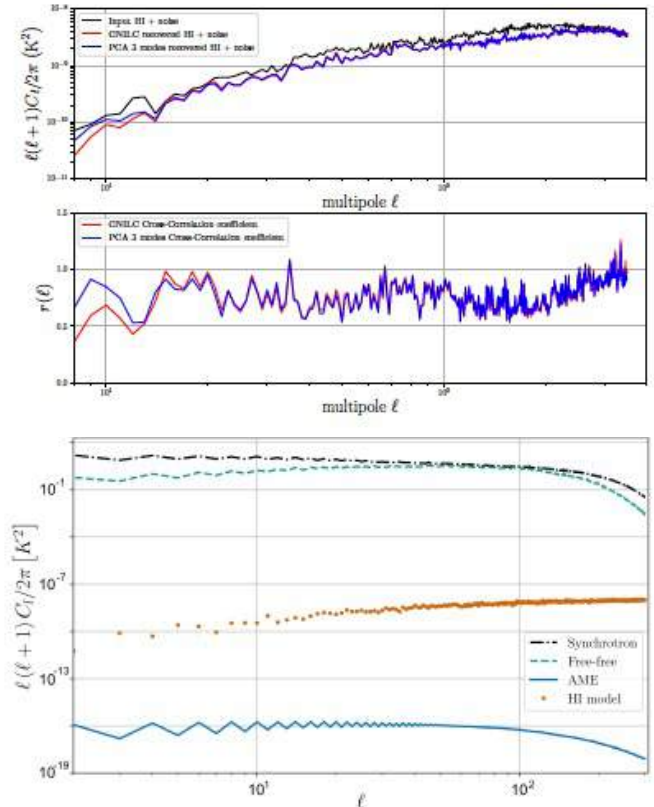 Input HI + noise
GNILC recovered HI + noise
PCA 3 modes recovered HI + noise
ℓ(ℓ+1)Cℓ/2π (K²)
10⁻⁹
10⁻¹⁰
10⁻¹¹
10¹
10²
multipole ℓ
GNILC Cross-Correlation coefficient
PCA 3 modes Cross-Correlation coefficient
r(ℓ)
1.5
1.0
0.5
0.0
10¹
10²
multipole ℓ
ℓ(ℓ+1) Cₗ/2π [K²]
10⁻¹
10⁻⁷
10⁻¹³
10⁻¹⁹
Synchrotron
Free-free
AME
HI model
10¹
10²
ℓ